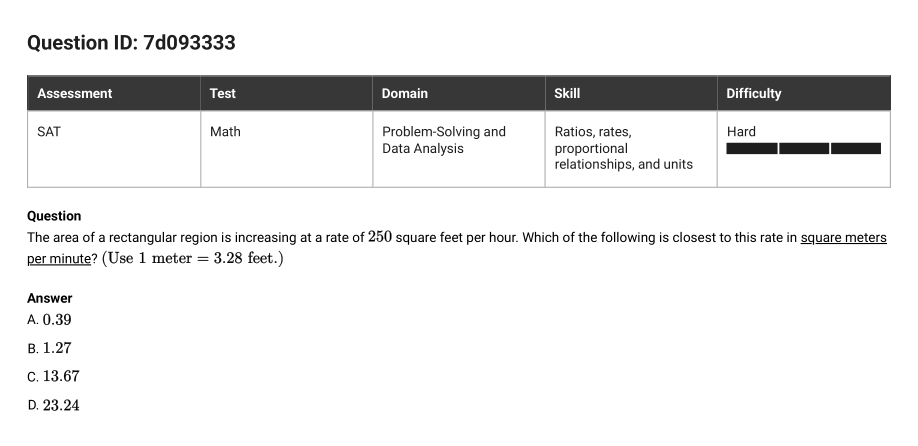 Question ID: 7d093333
Assessment Test Domain Skill Difficulty
SAT Math Problem-Solving and Data Analysis Ratios, rates, proportional relationships, and units Hard
Question
The area of a rectangular region is increasing at a rate of 250 square feet per hour. Which of the following is closest to this rate in square meters
per minute? (Use 1 meter = 3.28 feet.)
Answer
A. 0.39
B. 1.27
C. 13.67
D. 23.24